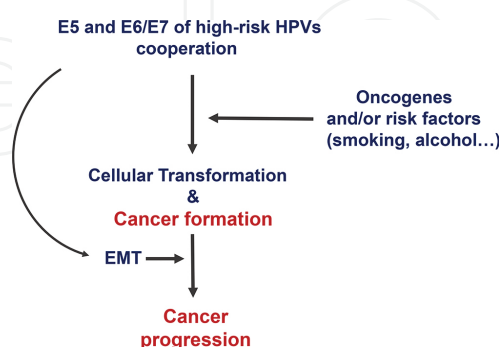 E5 and E6/E7 of high-risk HPVs
cooperation
Oncogenes
and/or risk factors
(smoking, alcohol…)
Cellular Transformation
&
Cancer formation
EMT
Cancer
progression